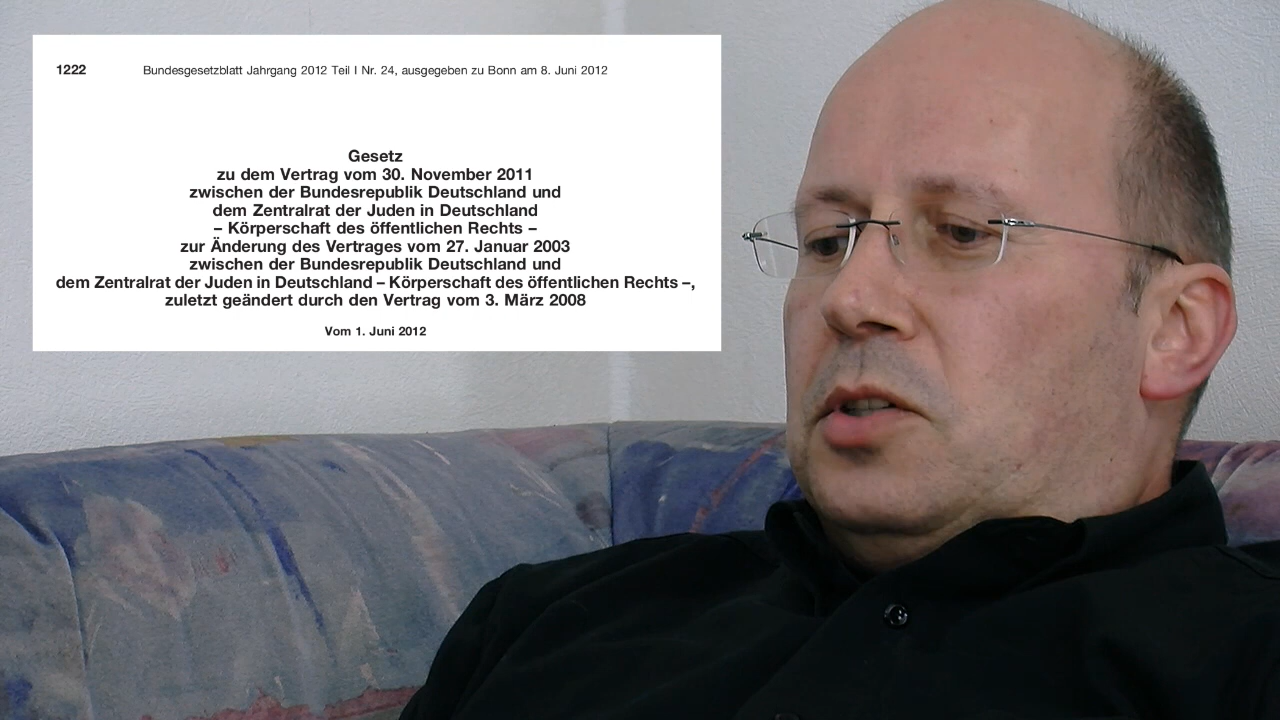 1222 Bundesgesetzblatt Jahrgang 2012 Teil I Nr. 24, ausgegeben zu Bonn am 8. Juni 2012
Gesetz
zu dem Vertrag vom 30. November 2011
zwischen der Bundesrepublik Deutschland und
dem Zentralrat der Juden in Deutschland
– Körperschaft des öffentlichen Rechts –
zur Änderung des Vertrages vom 27. Januar 2003
zwischen der Bundesrepublik Deutschland und
dem Zentralrat der Juden in Deutschland – Körperschaft des öffentlichen Rechts –,
zuletzt geändert durch den Vertrag vom 3. März 2008
Vom 1. Juni 2012